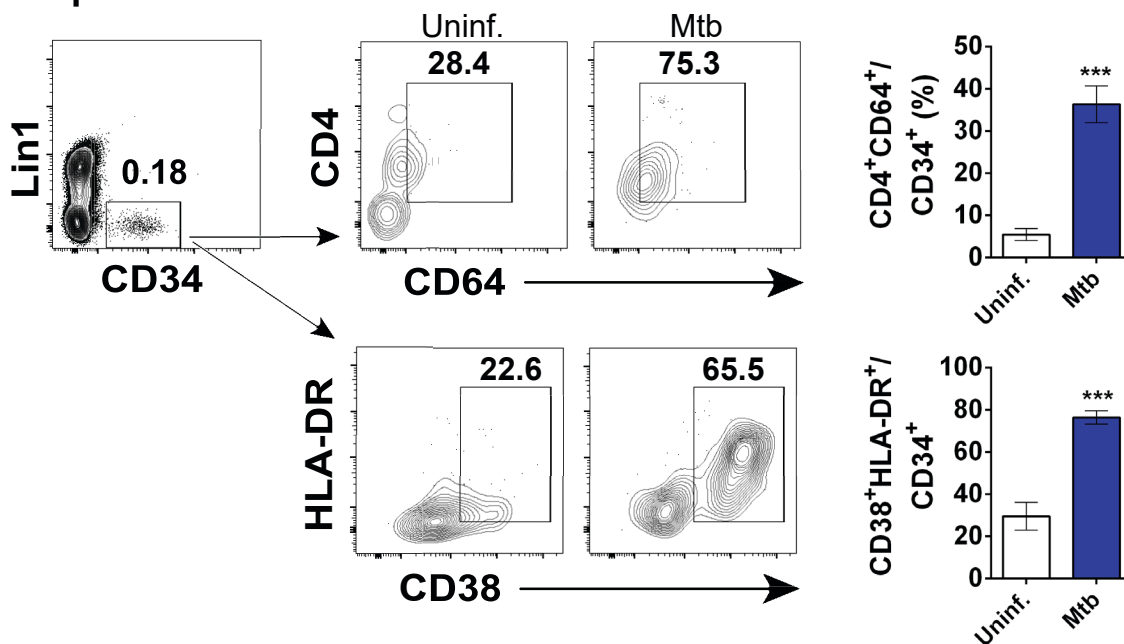 Uninf.
Mtb
Lin1
0.18
CD34
CD4
28.4
75.3
CD64
CD4⁺CD64⁺/
CD34⁺ (%)
50
40
30
20
10
0
***
Uninf.
Mtb
HLA-DR
22.6
65.5
CD38
CD38⁺HLA-DR⁺/
CD34⁺
100
80
60
40
20
0
***
Uninf.
Mtb